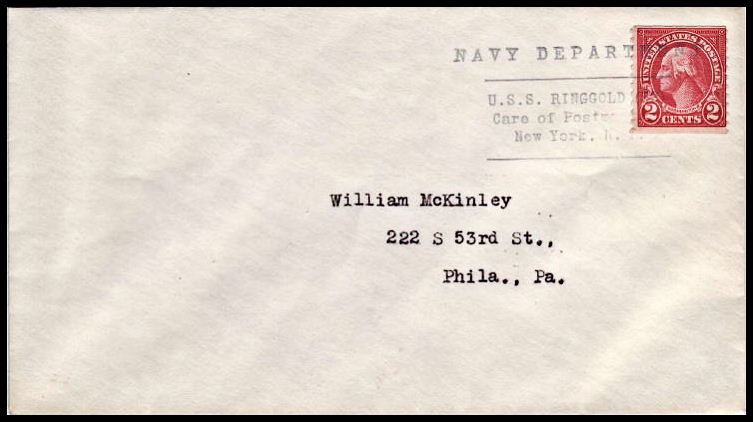 NAVY DEPART
UNITED STATES POSTAGE
U.S.S. RINGGOLD
Care of
New York, N.
2 CENTS 2
William McKinley
222 S 53rd St.,
Phila., Pa.